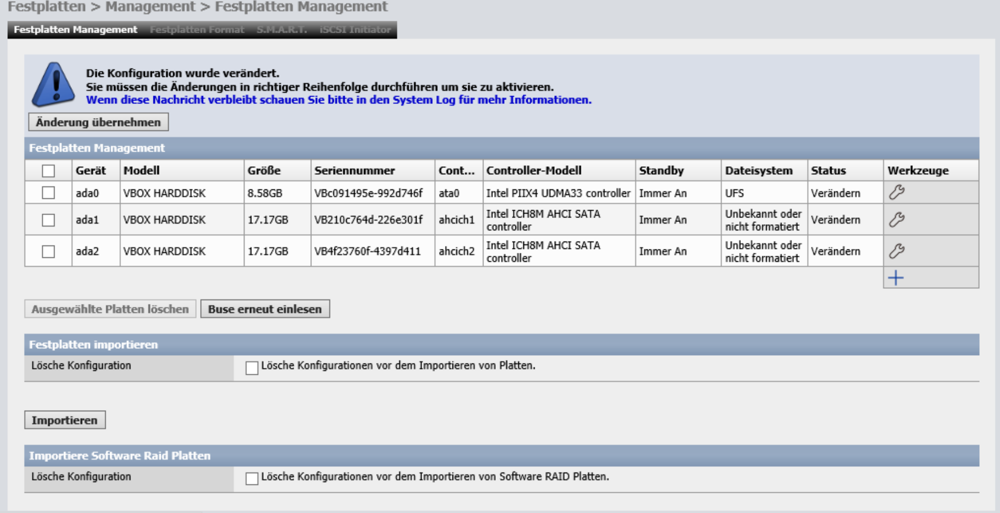 Festplatten > Management > Festplatten Management
Festplatten Management Festplatten Format S.M.A.R.T. iSCSI Initiator
Die Konfiguration wurde verändert.
Sie müssen die Änderungen in richtiger Reihenfolge durchführen um sie zu aktivieren.
Wenn diese Nachricht verbleibt schauen Sie bitte in den System Log für mehr Informationen.
Änderung übernehmen
Festplatten Management
Gerät Modell Größe Seriennummer Cont... Controller-Modell Standby Dateisystem Status Werkzeuge
ada0 VBOX HARDDISK 8.58GB VBc091495e-992d746f ata0 Intel PIIX4 UDMA33 controller Immer An UFS Verändern
ada1 VBOX HARDDISK 17.17GB VB210c764d-226e301f ahcich1 Intel ICH8M AHCI SATA controller Immer An Unbekannt oder nicht formatiert Verändern
ada2 VBOX HARDDISK 17.17GB VB4f23760f-4397d411 ahcich2 Intel ICH8M AHCI SATA controller Immer An Unbekannt oder nicht formatiert Verändern
Ausgewählte Platten löschen Buse erneut einlesen
Festplatten importieren
Lösche Konfiguration Lösche Konfigurationen vor dem Importieren von Platten.
Importieren
Importiere Software Raid Platten
Lösche Konfiguration Lösche Konfigurationen vor dem Importieren von Software RAID Platten.